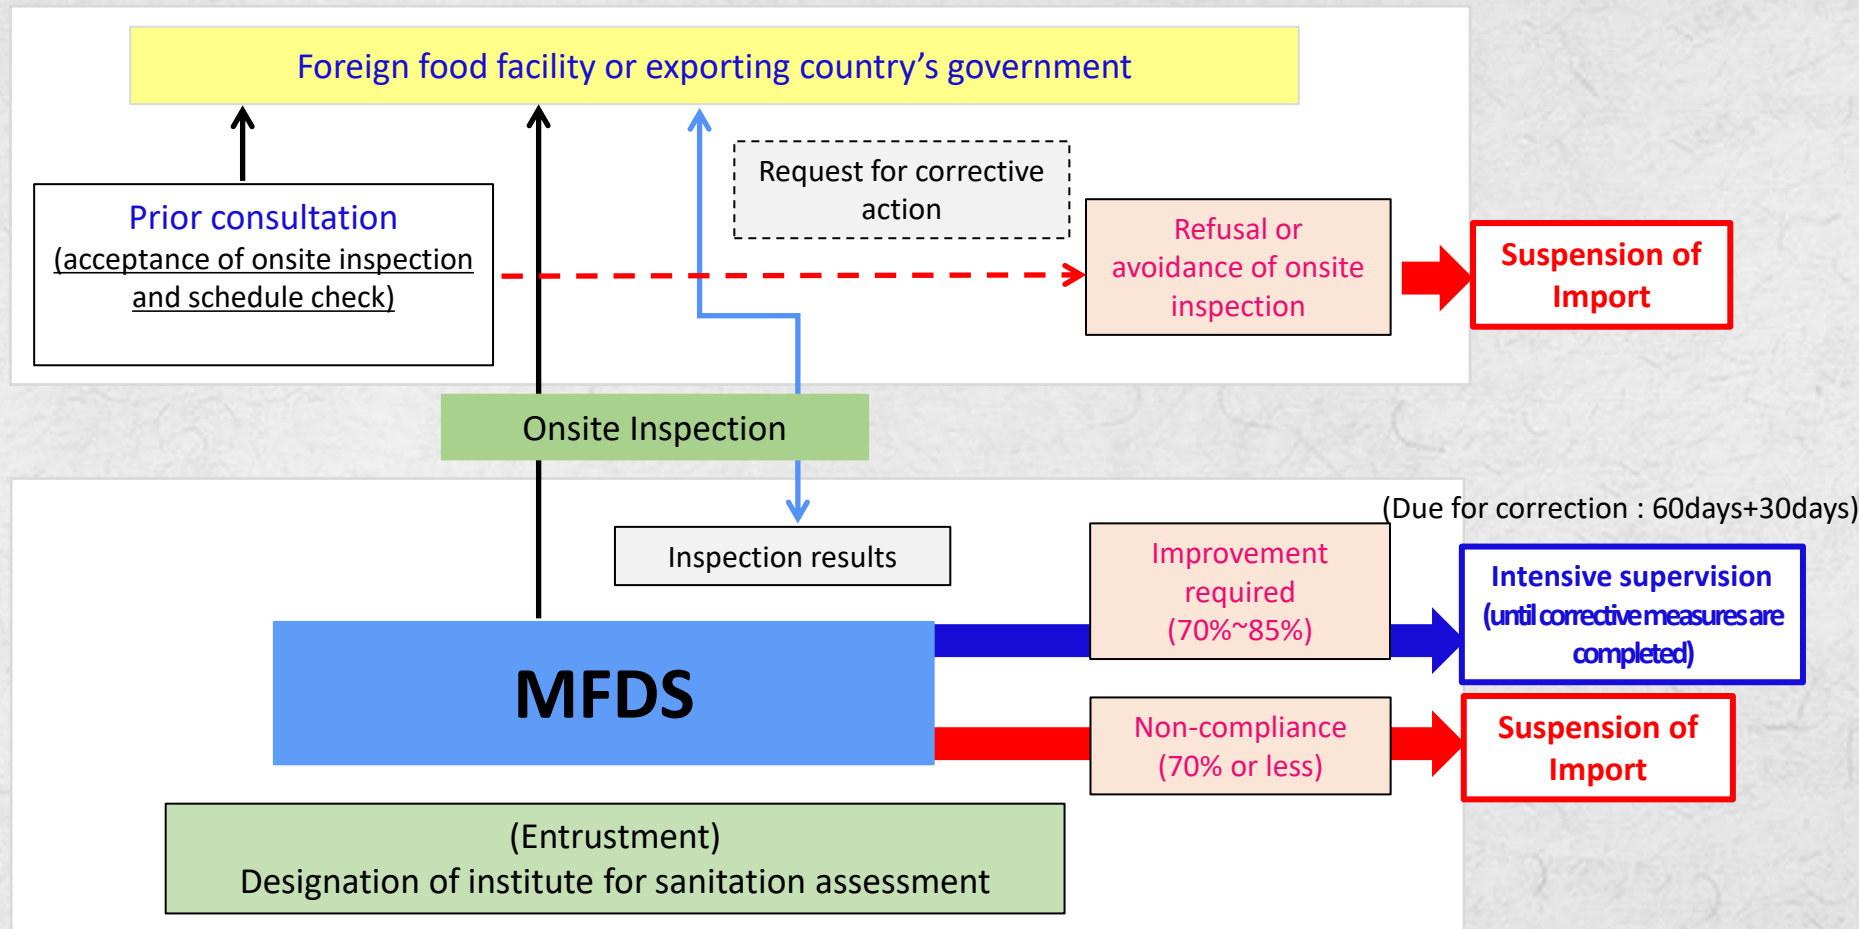 Foreign food facility or exporting country’s government
Request for corrective
action
Prior consultation
(acceptance of onsite inspection
and schedule check)
Refusal or
avoidance of onsite
inspection
Suspension of
Import
Onsite Inspection
(Due for correction : 60days+30days)
Inspection results
Improvement
required
(70%~85%)
Intensive supervision
(until corrective measures are
completed)
MFDS
Non-compliance
(70% or less)
Suspension of
Import
(Entrustment)
Designation of institute for sanitation assessment